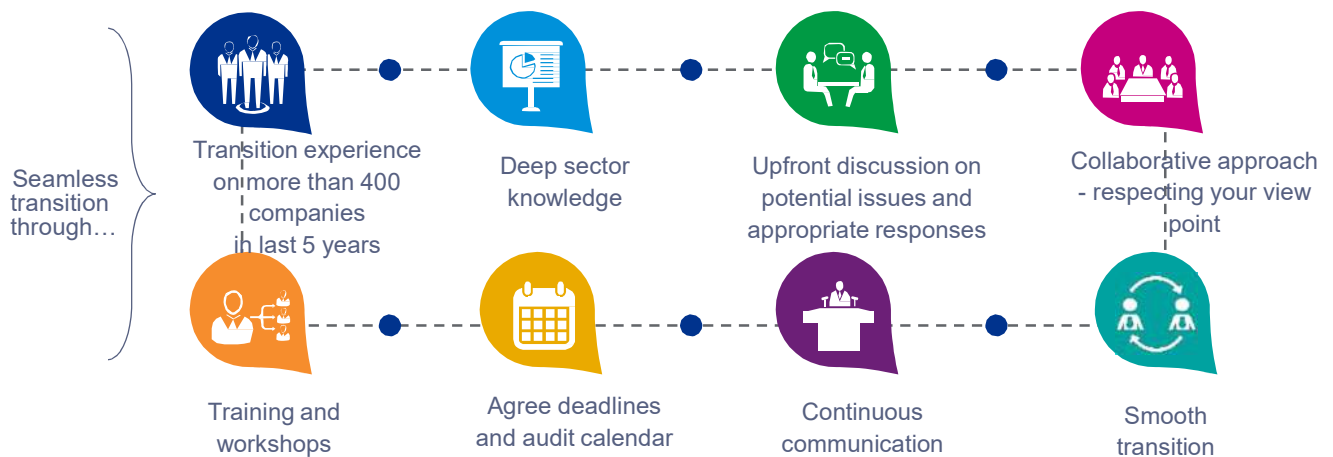 Seamless
transition
through…
Transition experience
on more than 400
companies
in last 5 years
Deep sector
knowledge
Upfront discussion on
potential issues and
appropriate responses
Collaborative approach
- respecting your view
point
Training and
workshops
Agree deadlines
and audit calendar
Continuous
communication
Smooth
transition